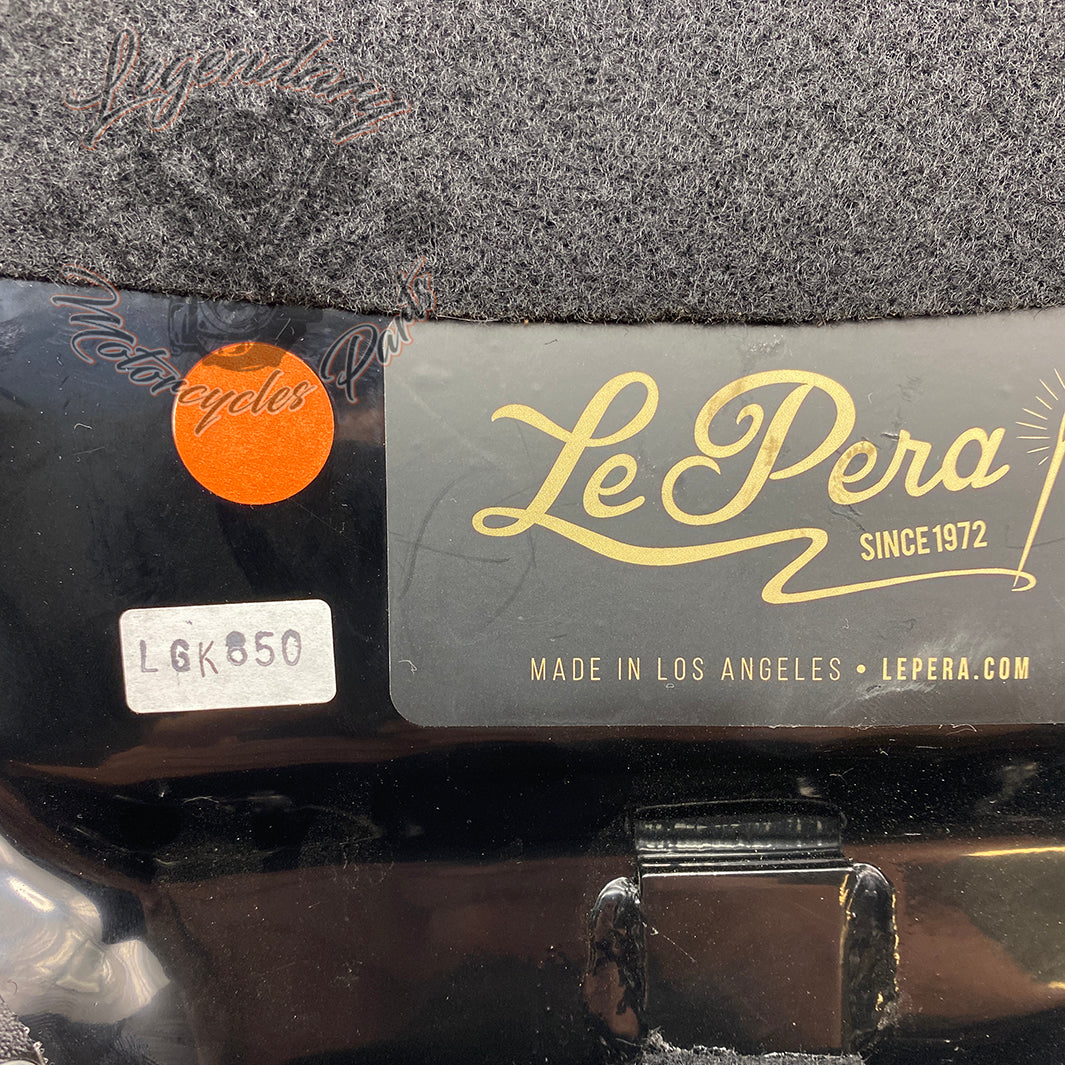 Legendary
Motorcycles Parts
Le Pera
SINCE 1972
LGK850
MADE IN LOS ANGELES • LEPERA.COM